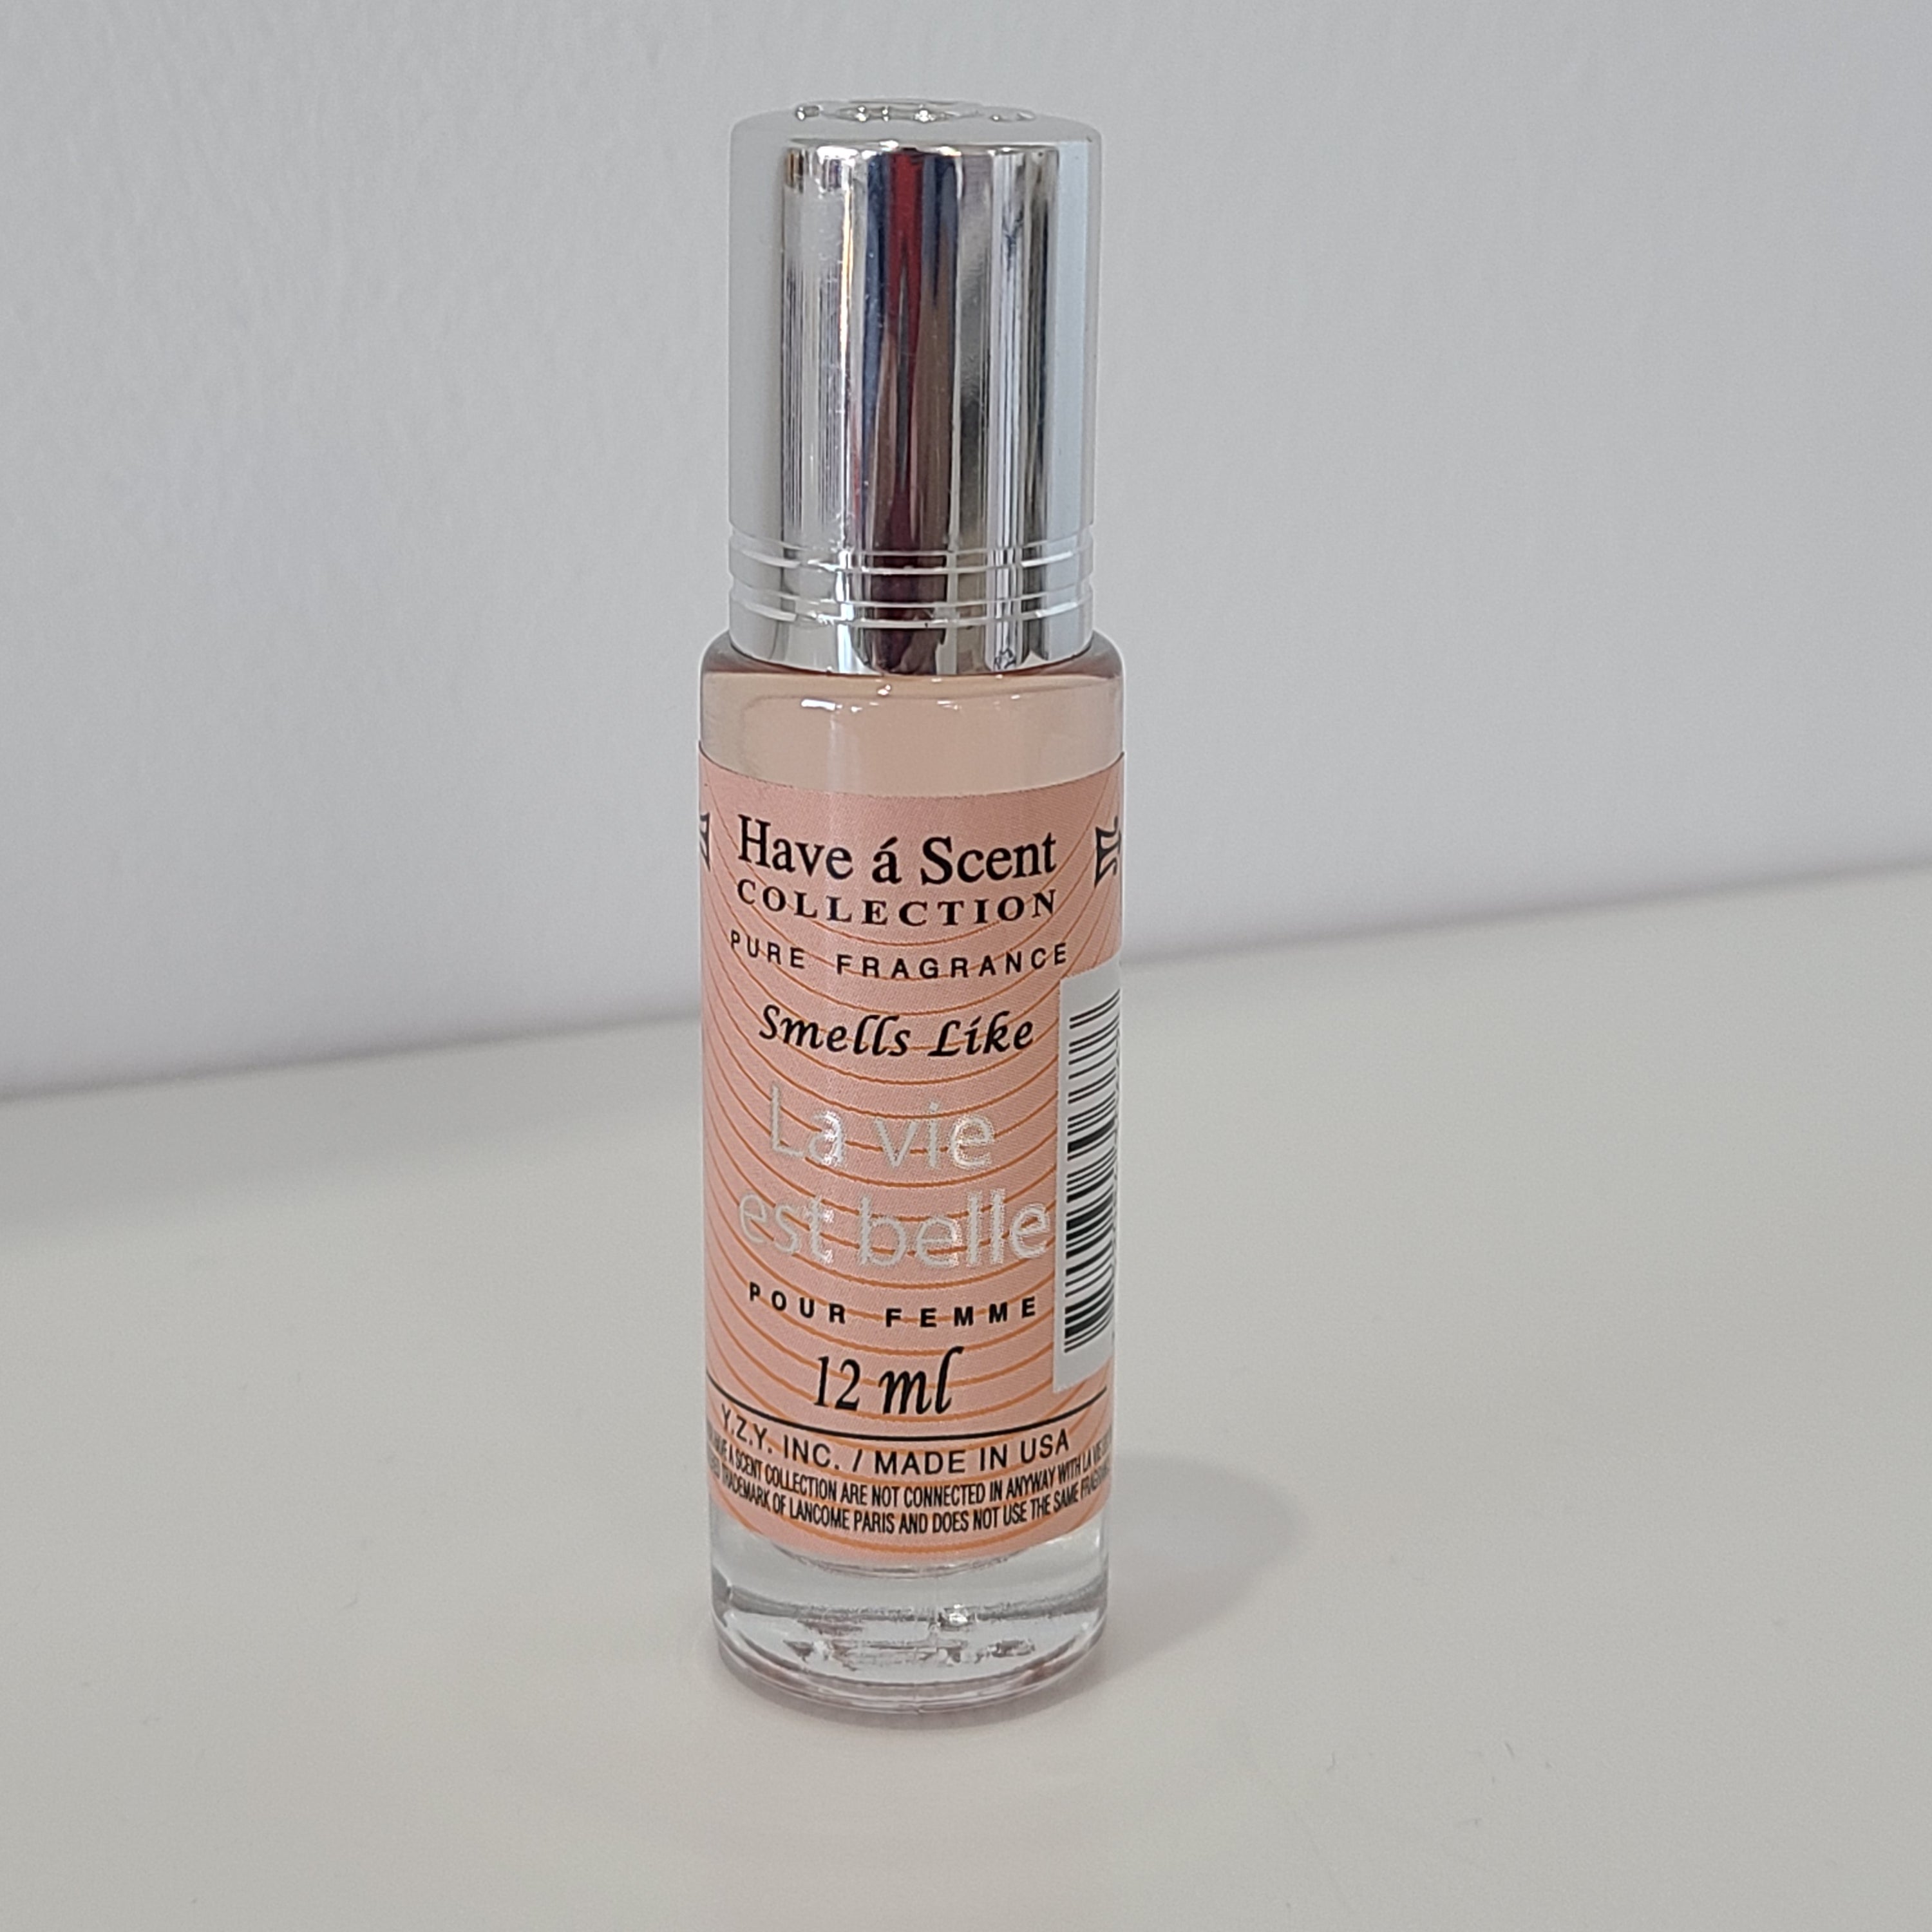 Have á Scent
COLLECTION
PURE FRAGRANCE
Smells Like
La vie
est belle
POUR FEMME
12 ml
Y.Z.Y. INC. / MADE IN USA
HAVE A SCENT COLLECTION ARE NOT CONNECTED IN ANYWAY WITH LA VIE
TRADEMARK OF LANCOME PARIS AND DOES NOT USE THE SAME